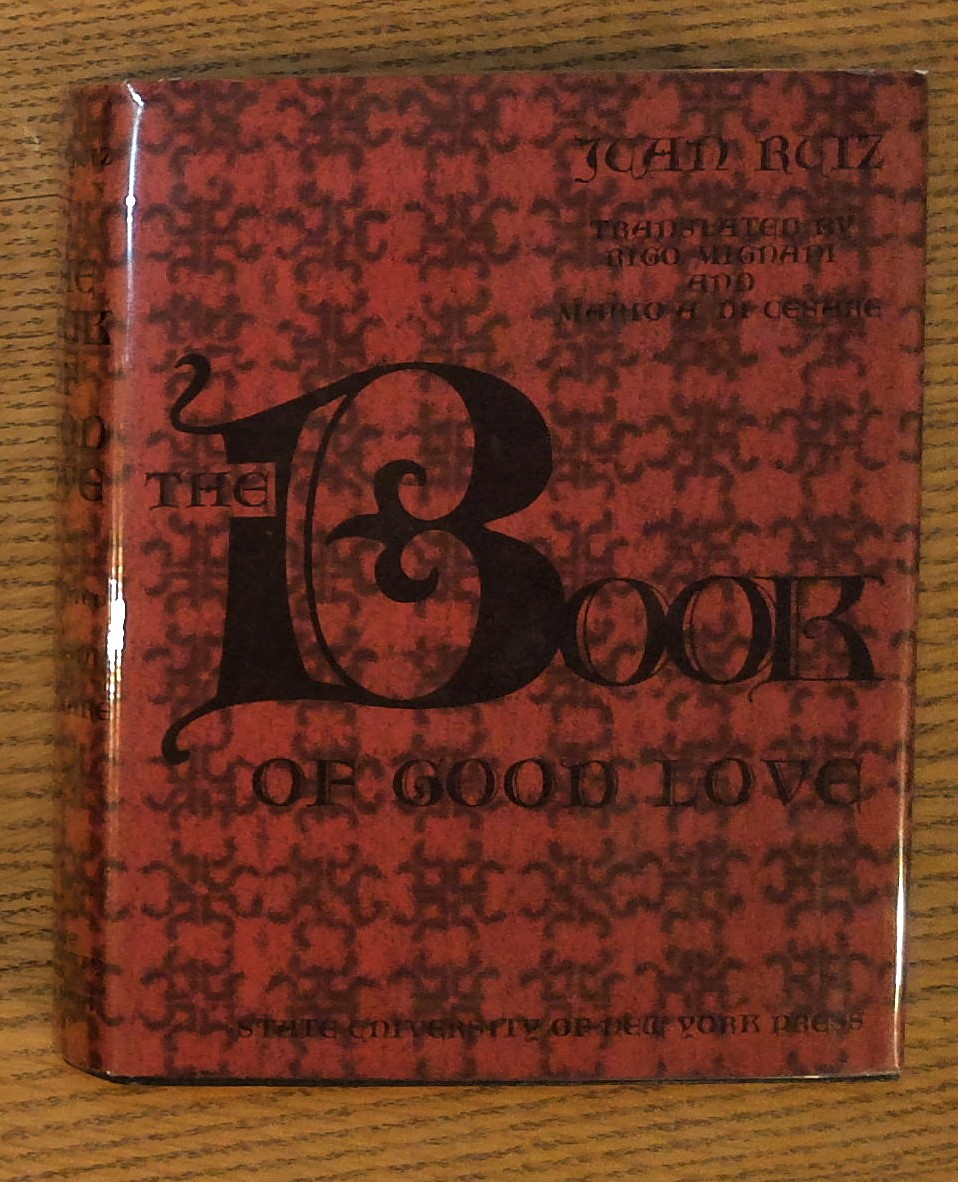 JUAN RUIZ
TRANSLATED BY
RIGO MIGNANI
AND
MARIO A. DI CESARE
THE
BOOK
OF GOOD LOVE
STATE UNIVERSITY OF NEW YORK PRESS